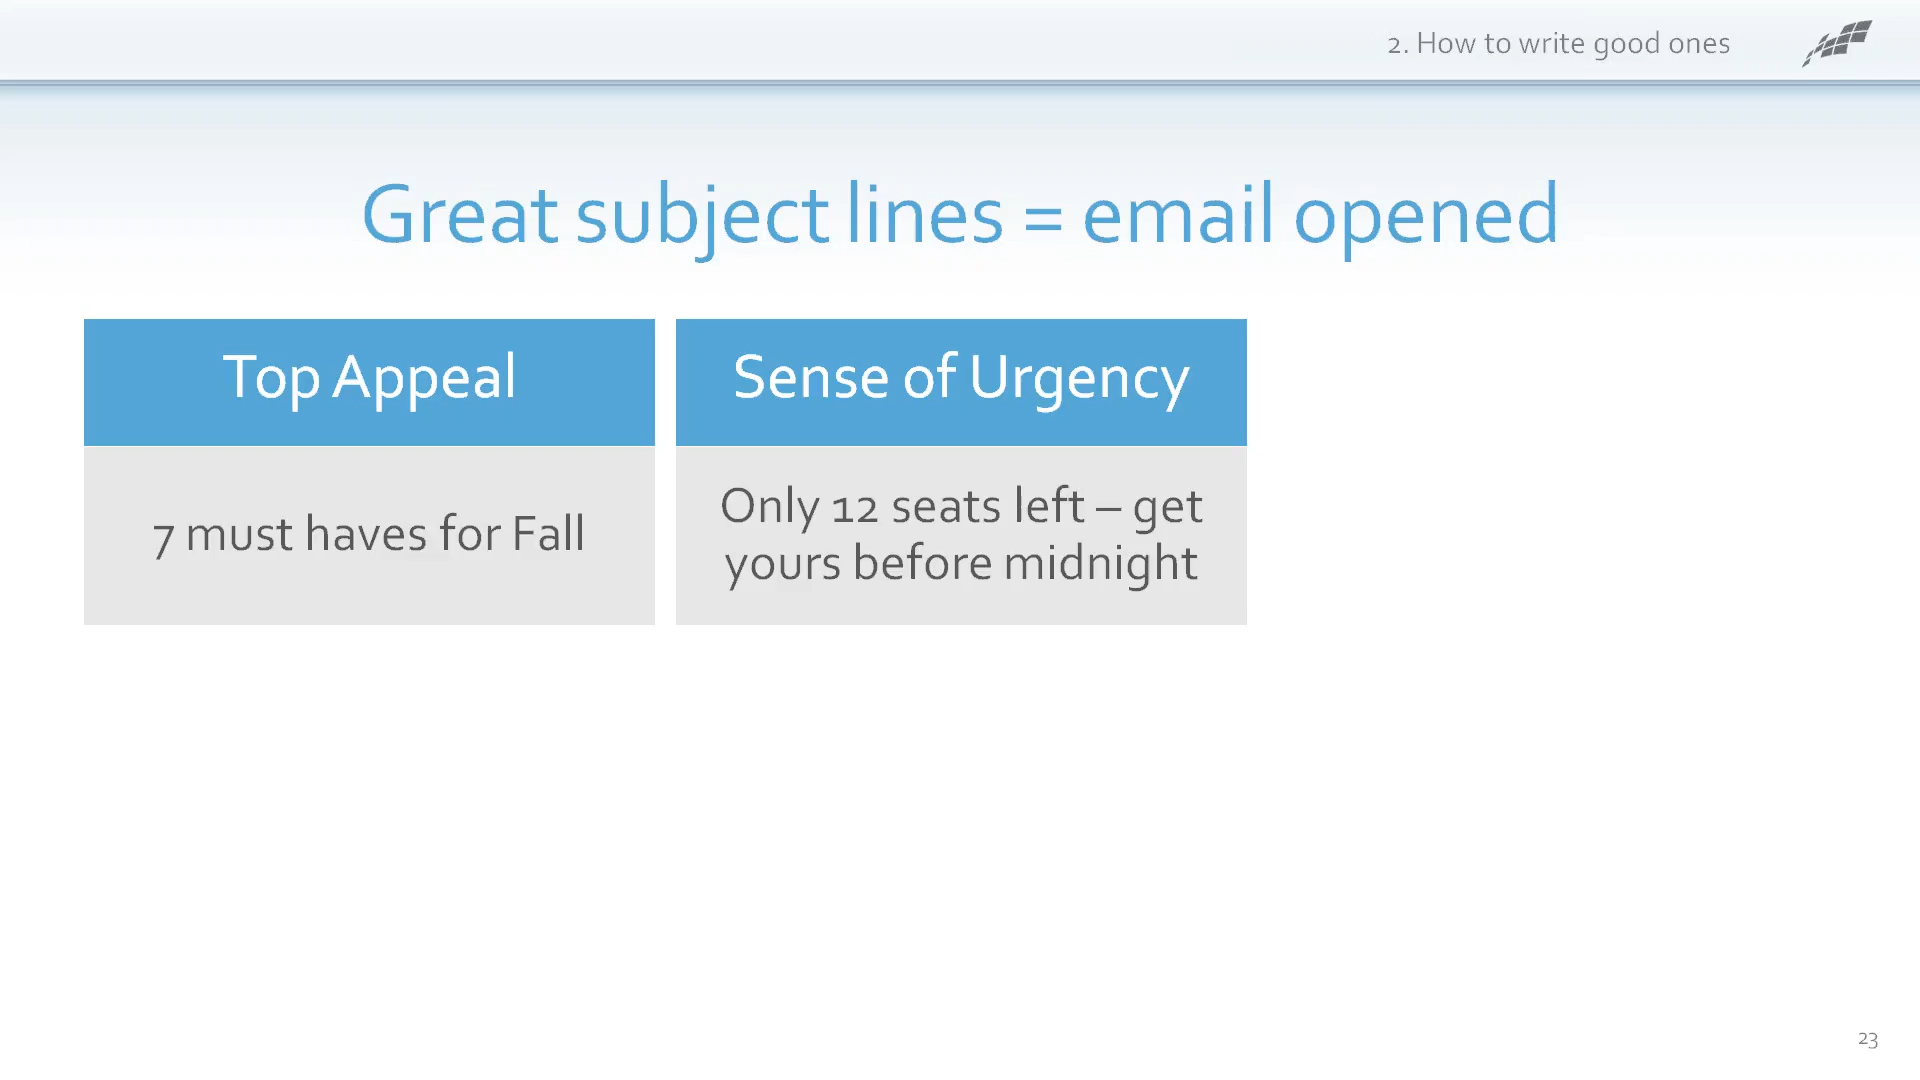 2. How to write good ones
Great subject lines = email opened
Top Appeal
7 must haves for Fall
Sense of Urgency
Only 12 seats left – get
yours before midnight
23